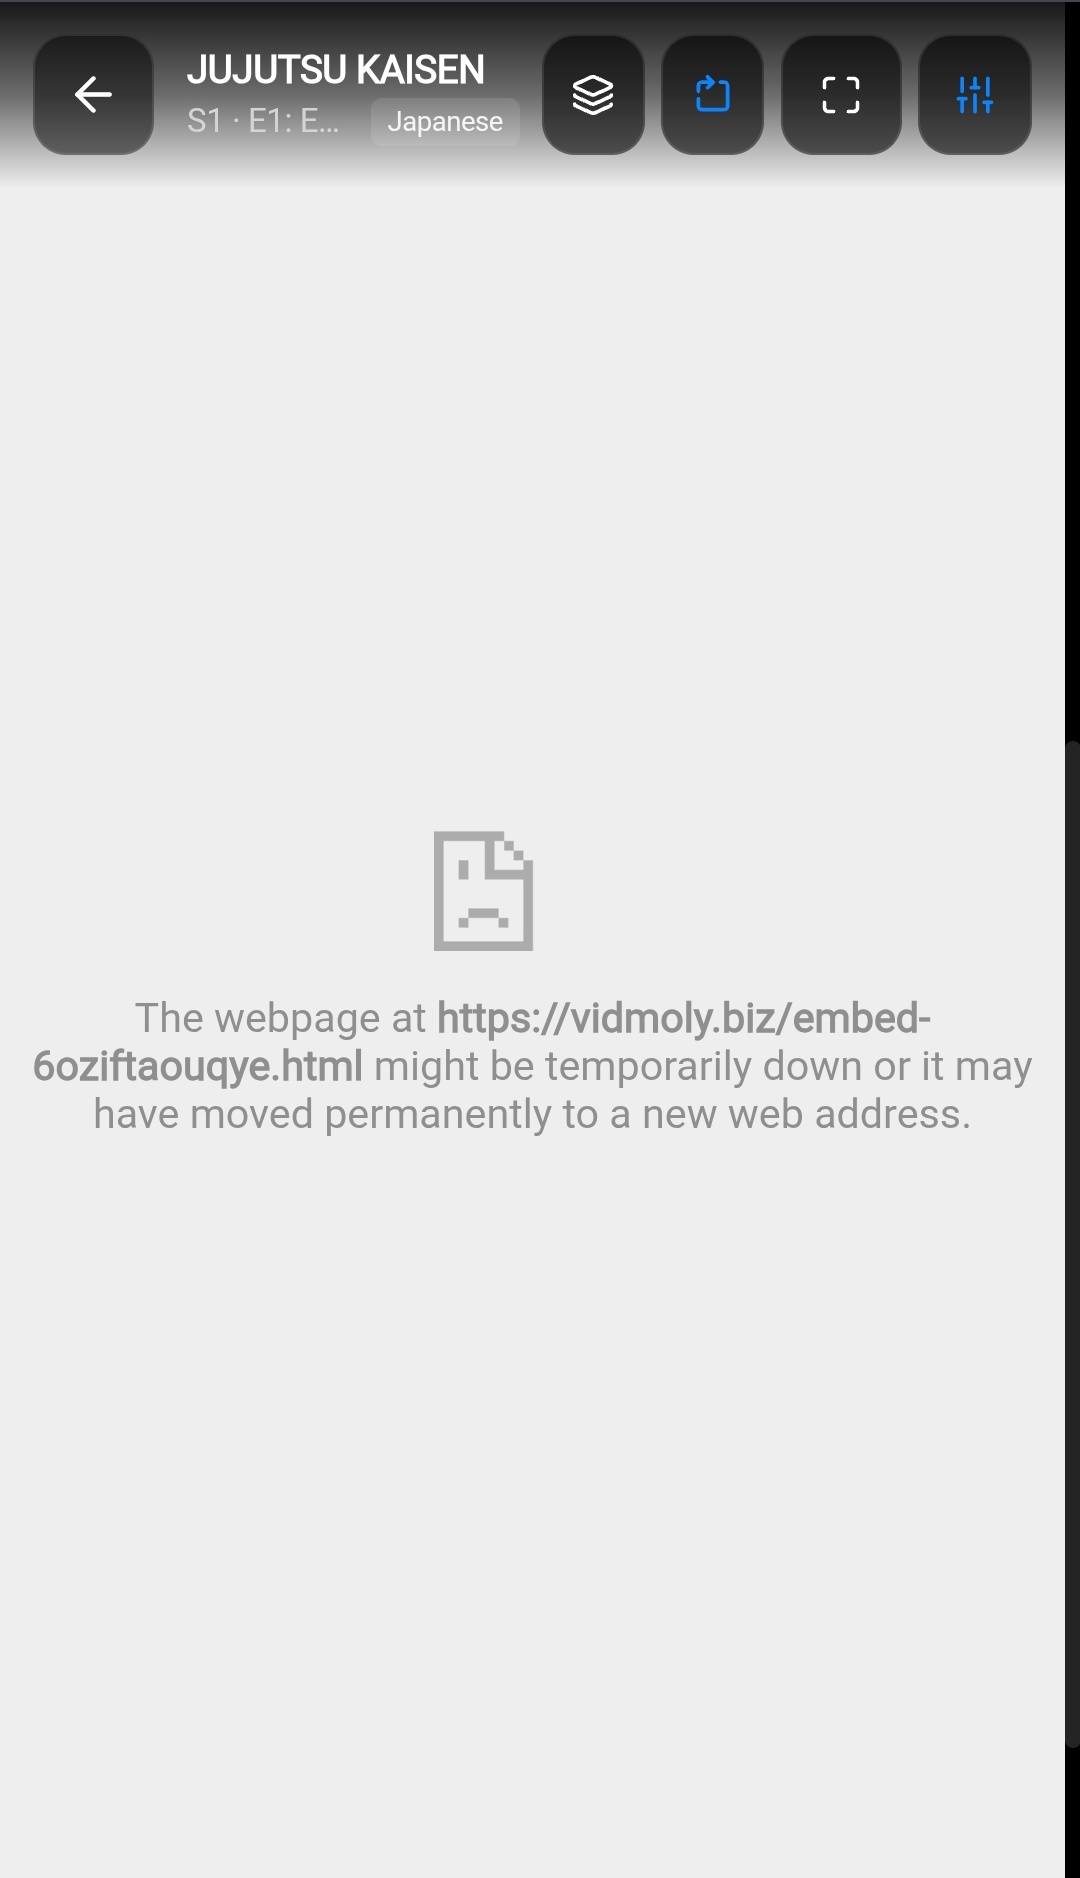 JUJUTSU KAISEN
S1 · E1: E...
Japanese
The webpage at https://vidmoly.biz/embed-
6oziftaouqye.html might be temporarily down or it may
have moved permanently to a new web address.